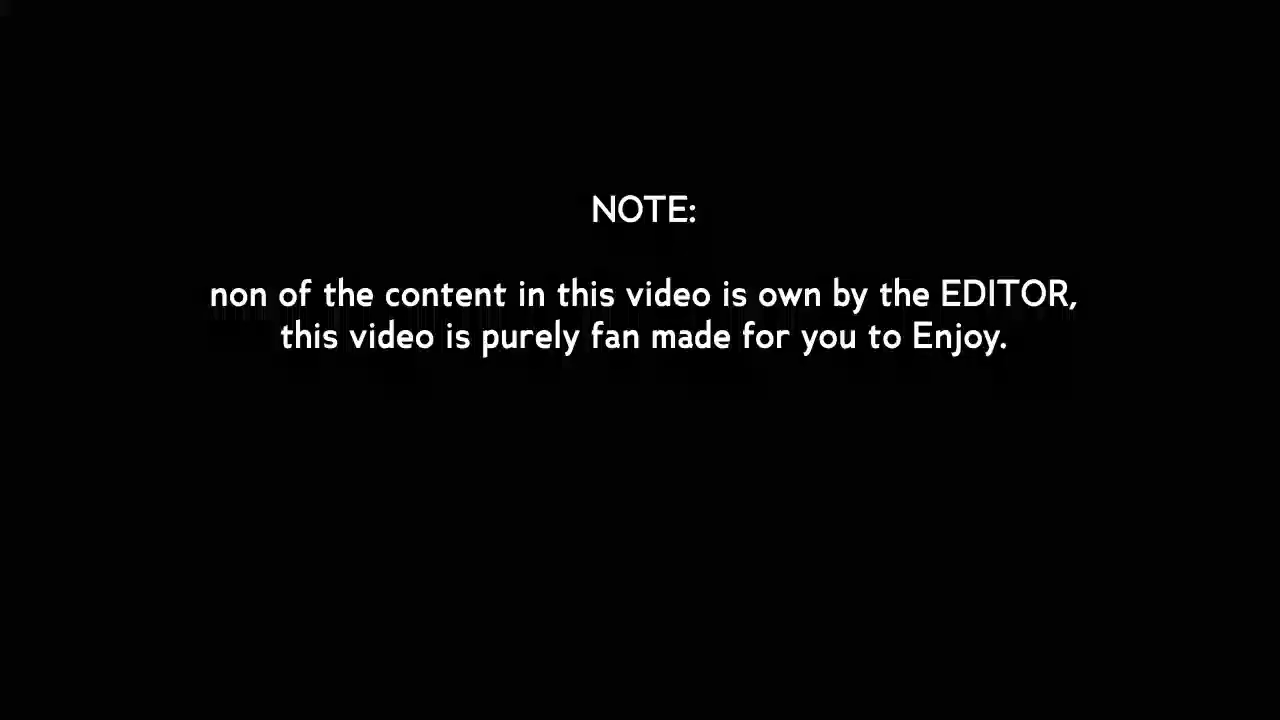 NOTE:
non of the content in this video is own by the EDITOR,
this video is purely fan made for you to Enjoy.